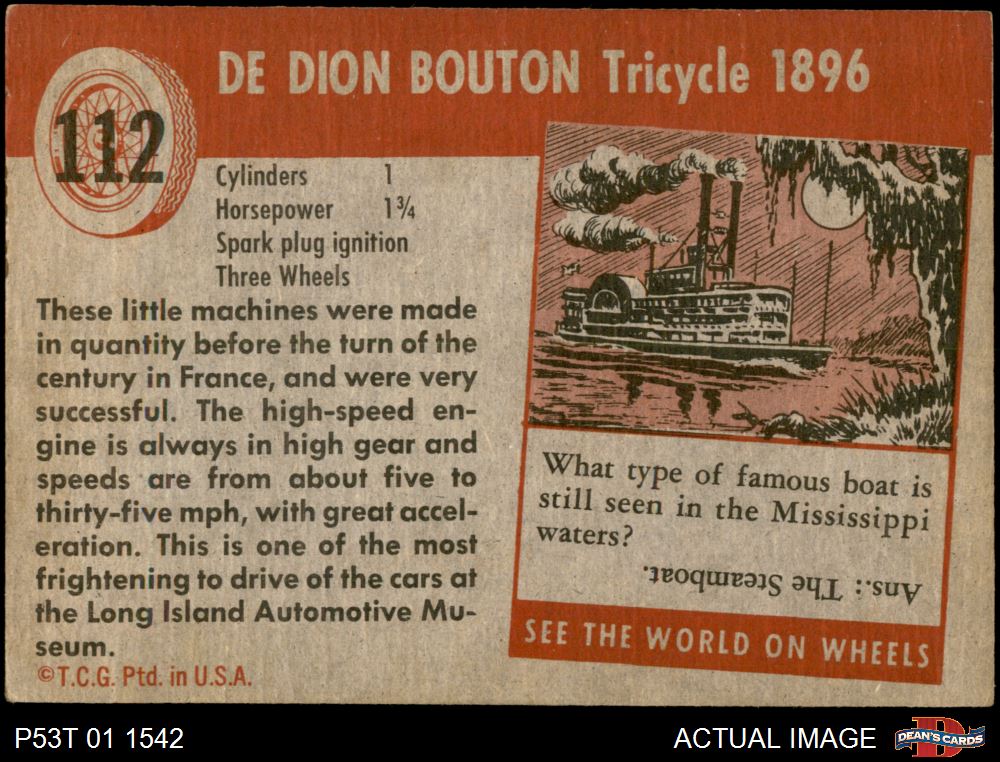 DE DION BOUTON Tricycle 1896
112
Cylinders 1
Horsepower 1¾
Spark plug ignition
Three Wheels
These little machines were made
in quantity before the turn of the
century in France, and were very
successful. The high-speed en-
gine is always in high gear and
speeds are from about five to
thirty-five mph, with great accel-
eration. This is one of the most
frightening to drive of the cars at
the Long Island Automotive Mu-
seum.
©T.C.G. Ptd. in U.S.A.
What type of famous boat is
still seen in the Mississippi
waters?
Ans.: The Steamboat.
SEE THE WORLD ON WHEELS
P53T 01 1542
ACTUAL IMAGE
DEAN'S CARDS